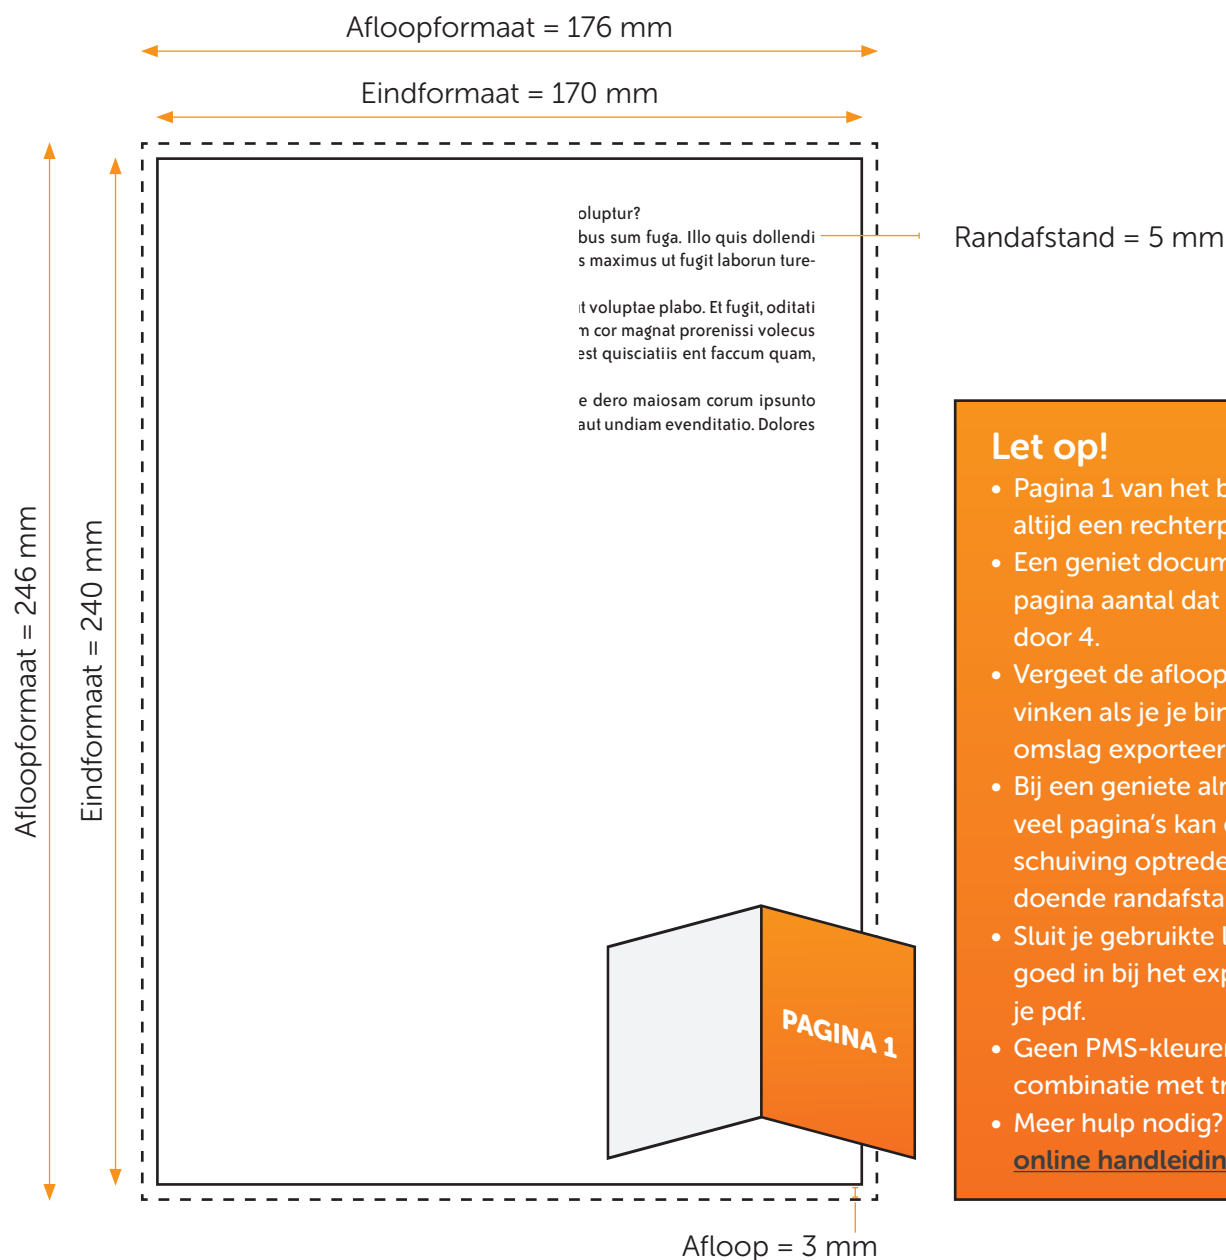 Afloopformaat = 176 mm
Eindformaat = 170 mm
Afloopformaat = 246 mm
Eindformaat = 240 mm
oluptur?
bus sum fuga. Illo quis dollendi
s maximus ut fugit laborun ture-
t voluptae plabo. Et fugit, oditati
m cor magnat prorenissi volecus
est quisciatiis ent faccum quam,
e dero maiosam corum ipsunto
aut undiam evenditatio. Dolores
Randafstand = 5 mm
Let op!
• Pagina 1 van het b
altijd een rechterp
• Een geniet docum
pagina aantal dat
door 4.
• Vergeet de afloop
vinken als je je bin
omslag exporteer
• Bij een geniete al
veel pagina's kan
schuiving optrede
doende randafsta
• Sluit je gebruikte l
goed in bij het exp
je pdf.
• Geen PMS-kleuren
combinatie met tr
• Meer hulp nodig?
online handleidin
PAGINA 1
Afloop = 3 mm